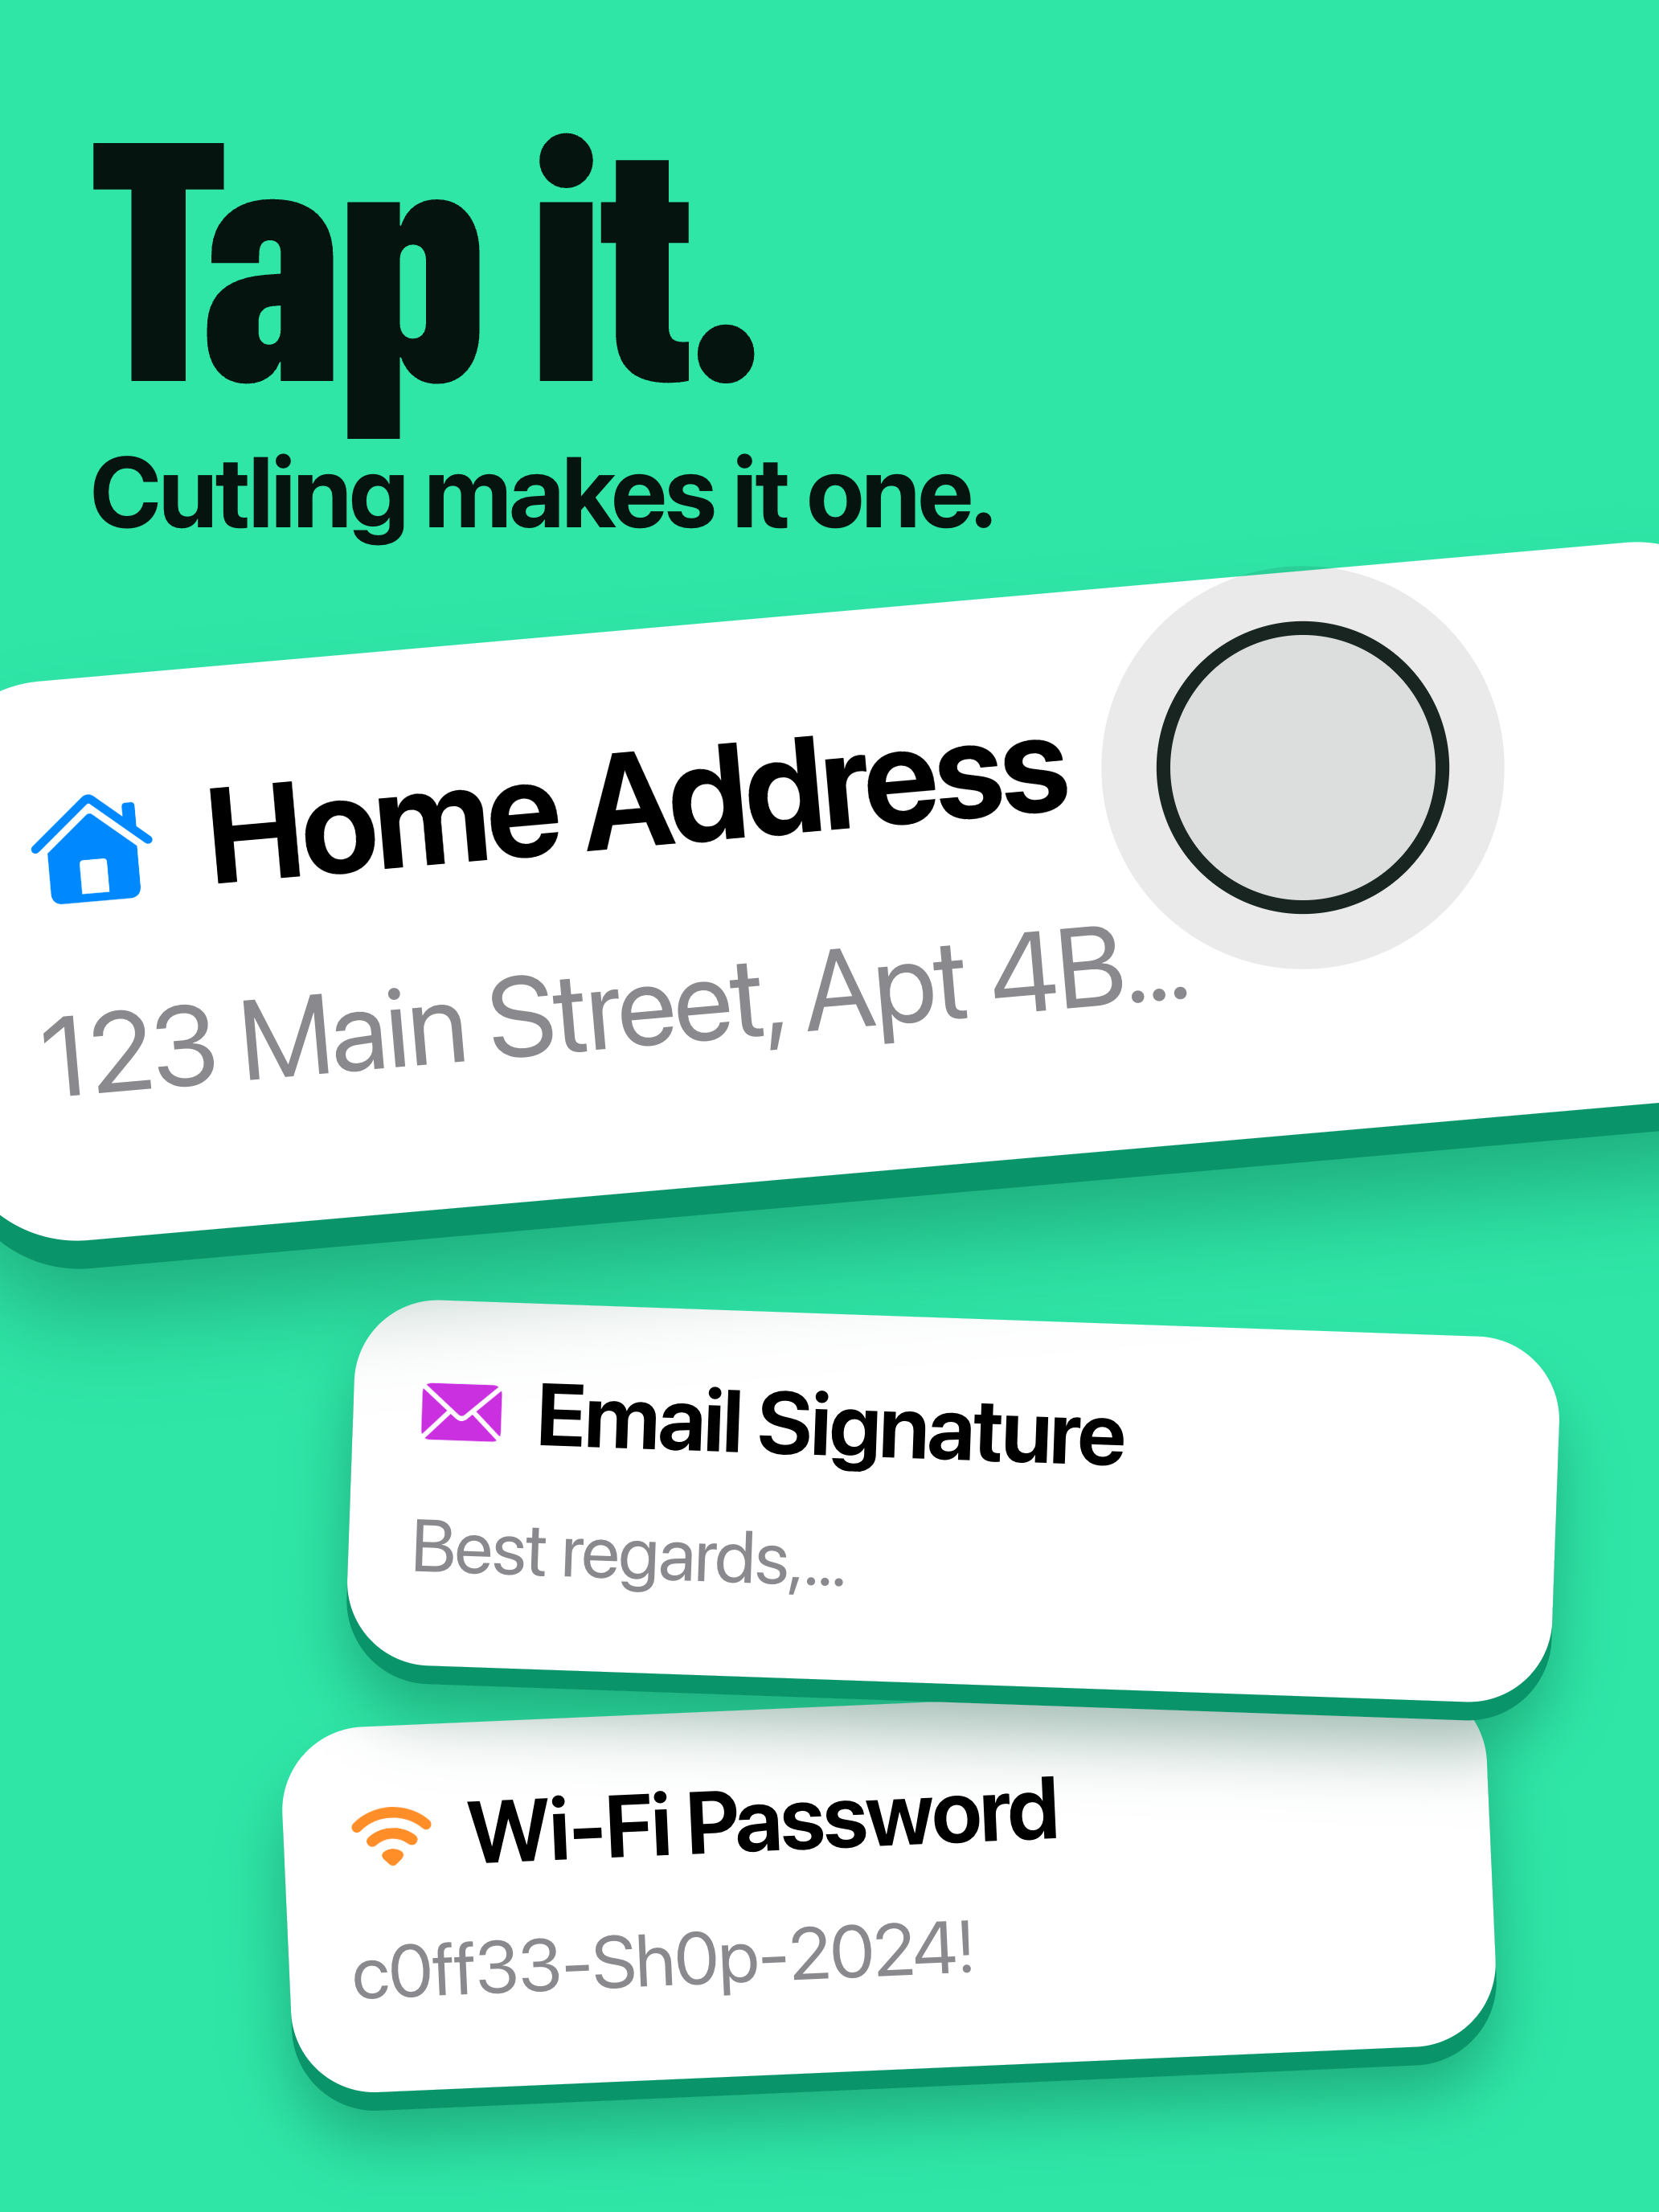 Tap it.
Cutling makes it one.
Home Address
123 Main Street, Apt 4B...
Email Signature
Best regards,...
Wi-Fi Password
c0ff33-Sh0p-2024!